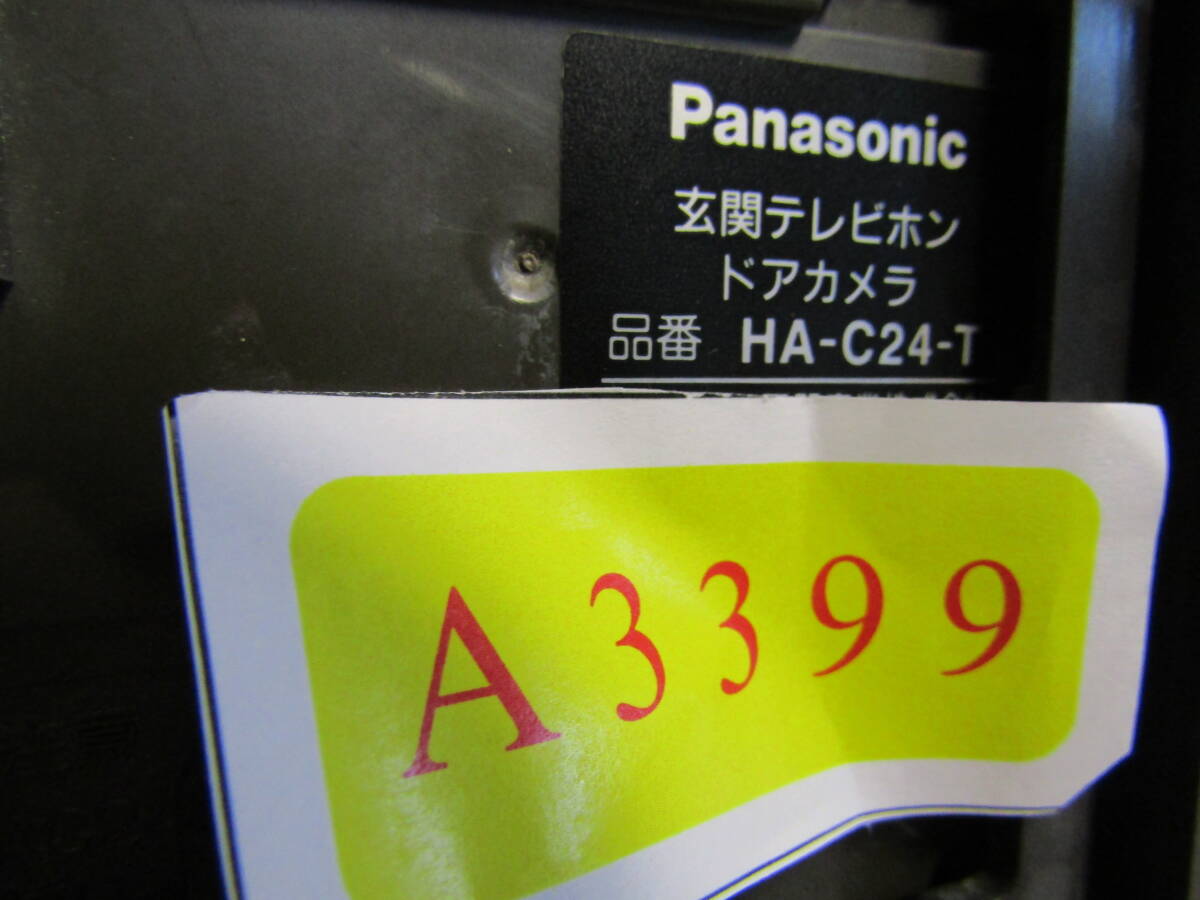 Panasonic
玄関テレビホン
ドアカメラ
品番 HA-C24-T
A3399